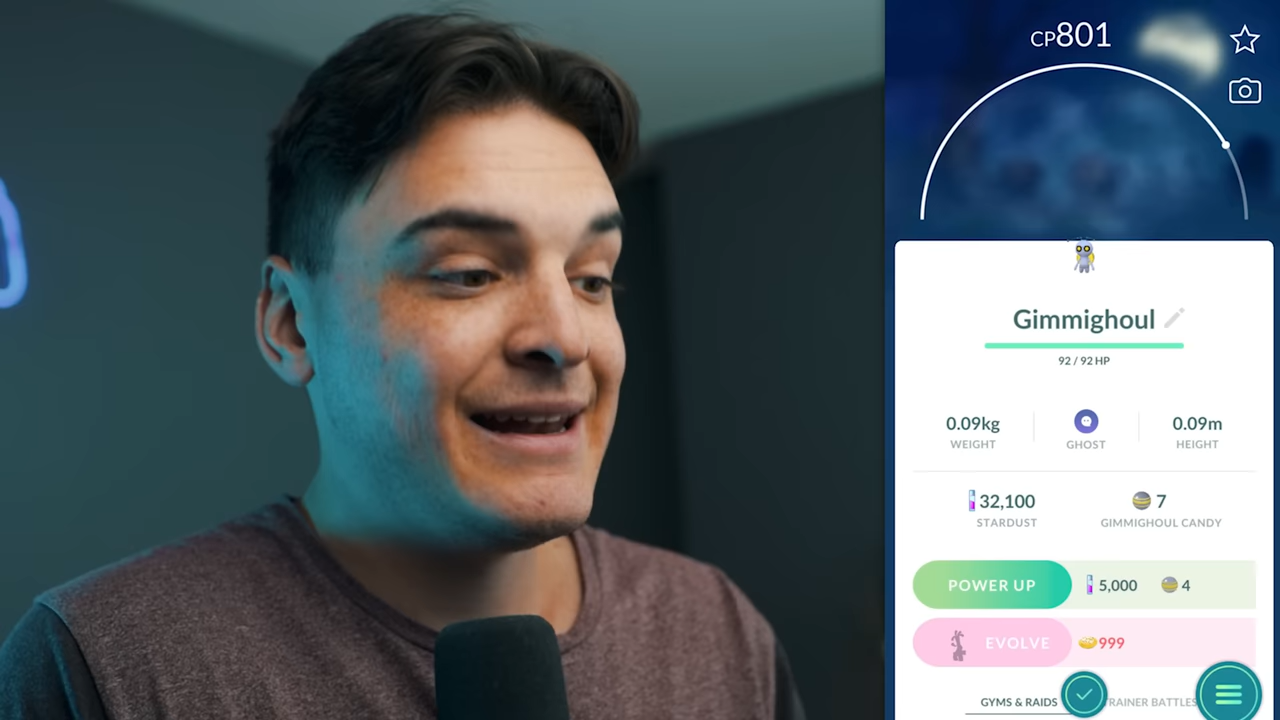 CP801
Gimmighoul
92 / 92 HP
0.09kg
WEIGHT
GHOST
0.09m
HEIGHT
32,100
STARDUST
7
GIMMIGHOUL CANDY
POWER UP
5,000
4
EVOLVE
999
GYMS & RAIDS
TRAINER BATTLES